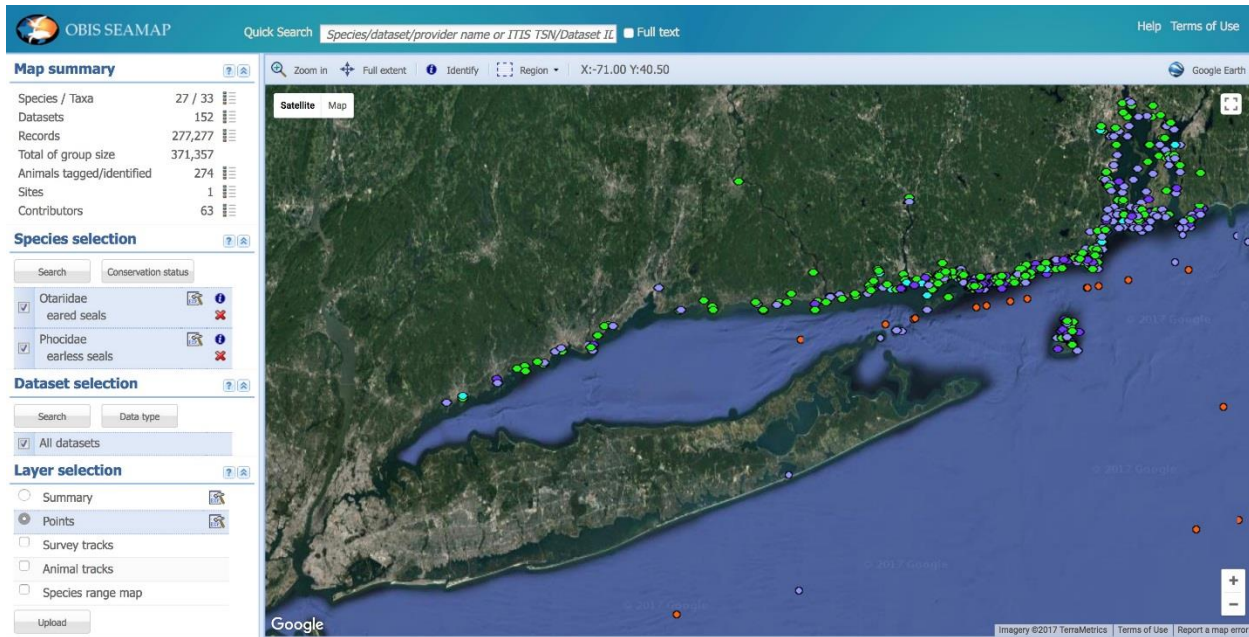 OBIS SEAMAP
Quick Search Species/dataset/provider name or ITIS TSN/Dataset IL Full text
Help Terms of Use
Map summary
Species / Taxa 27 / 33
Datasets 152
Records 277,277
Total of group size 371,357
Animals tagged/identified 274
Sites 1
Contributors 63
Species selection
Search Conservation status
Otariidae
eared seals
Phocidae
earless seals
Dataset selection
Search Data type
All datasets
Layer selection
Summary
Points
Survey tracks
Animal tracks
Species range map
Upload
Zoom in Full extent Identify Region X:-71.00 Y:40.50
Google Earth
Satellite Map
© 2017 Google
© 2017 Google
© 2017 Google
© 2017 Google
Google
Imagery ©2017 TerraMetrics Terms of Use Report a map error